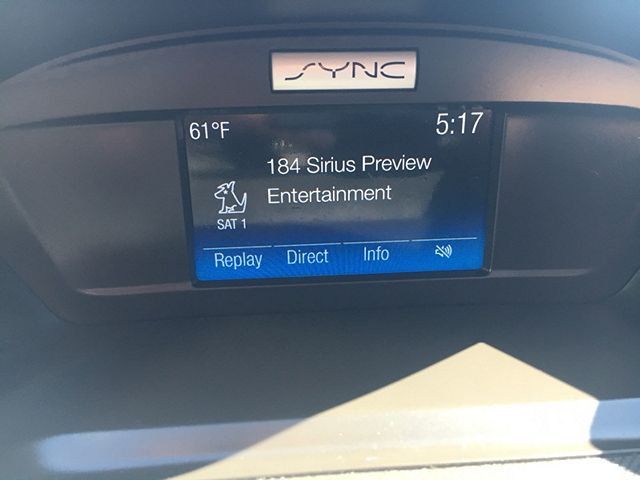 SYNC
61°F
5:17
184 Sirius Preview
Entertainment
SAT 1
Replay Direct Info